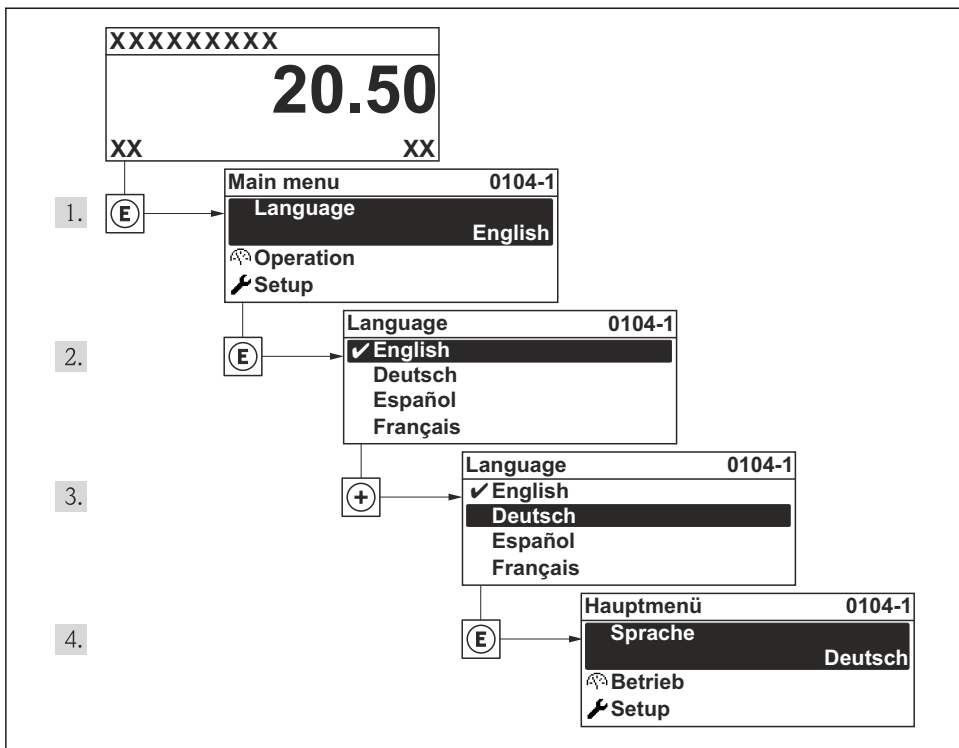 XXXXXXXXX
20.50
XX XX
1. E
Main menu 0104-1
Language
English
Operation
Setup
2. E
Language 0104-1
✔ English
Deutsch
Español
Français
3. +
Language 0104-1
✔ English
Deutsch
Español
Français
4. E
Hauptmenü 0104-1
Sprache
Deutsch
Betrieb
Setup